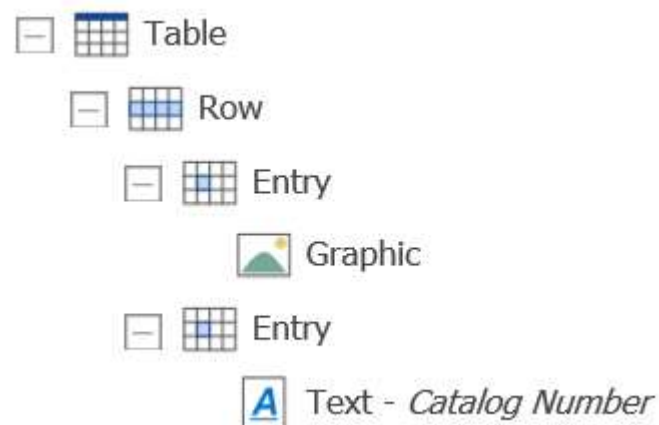 Table
Row
Entry
Graphic
Entry
A Text - Catalog Number